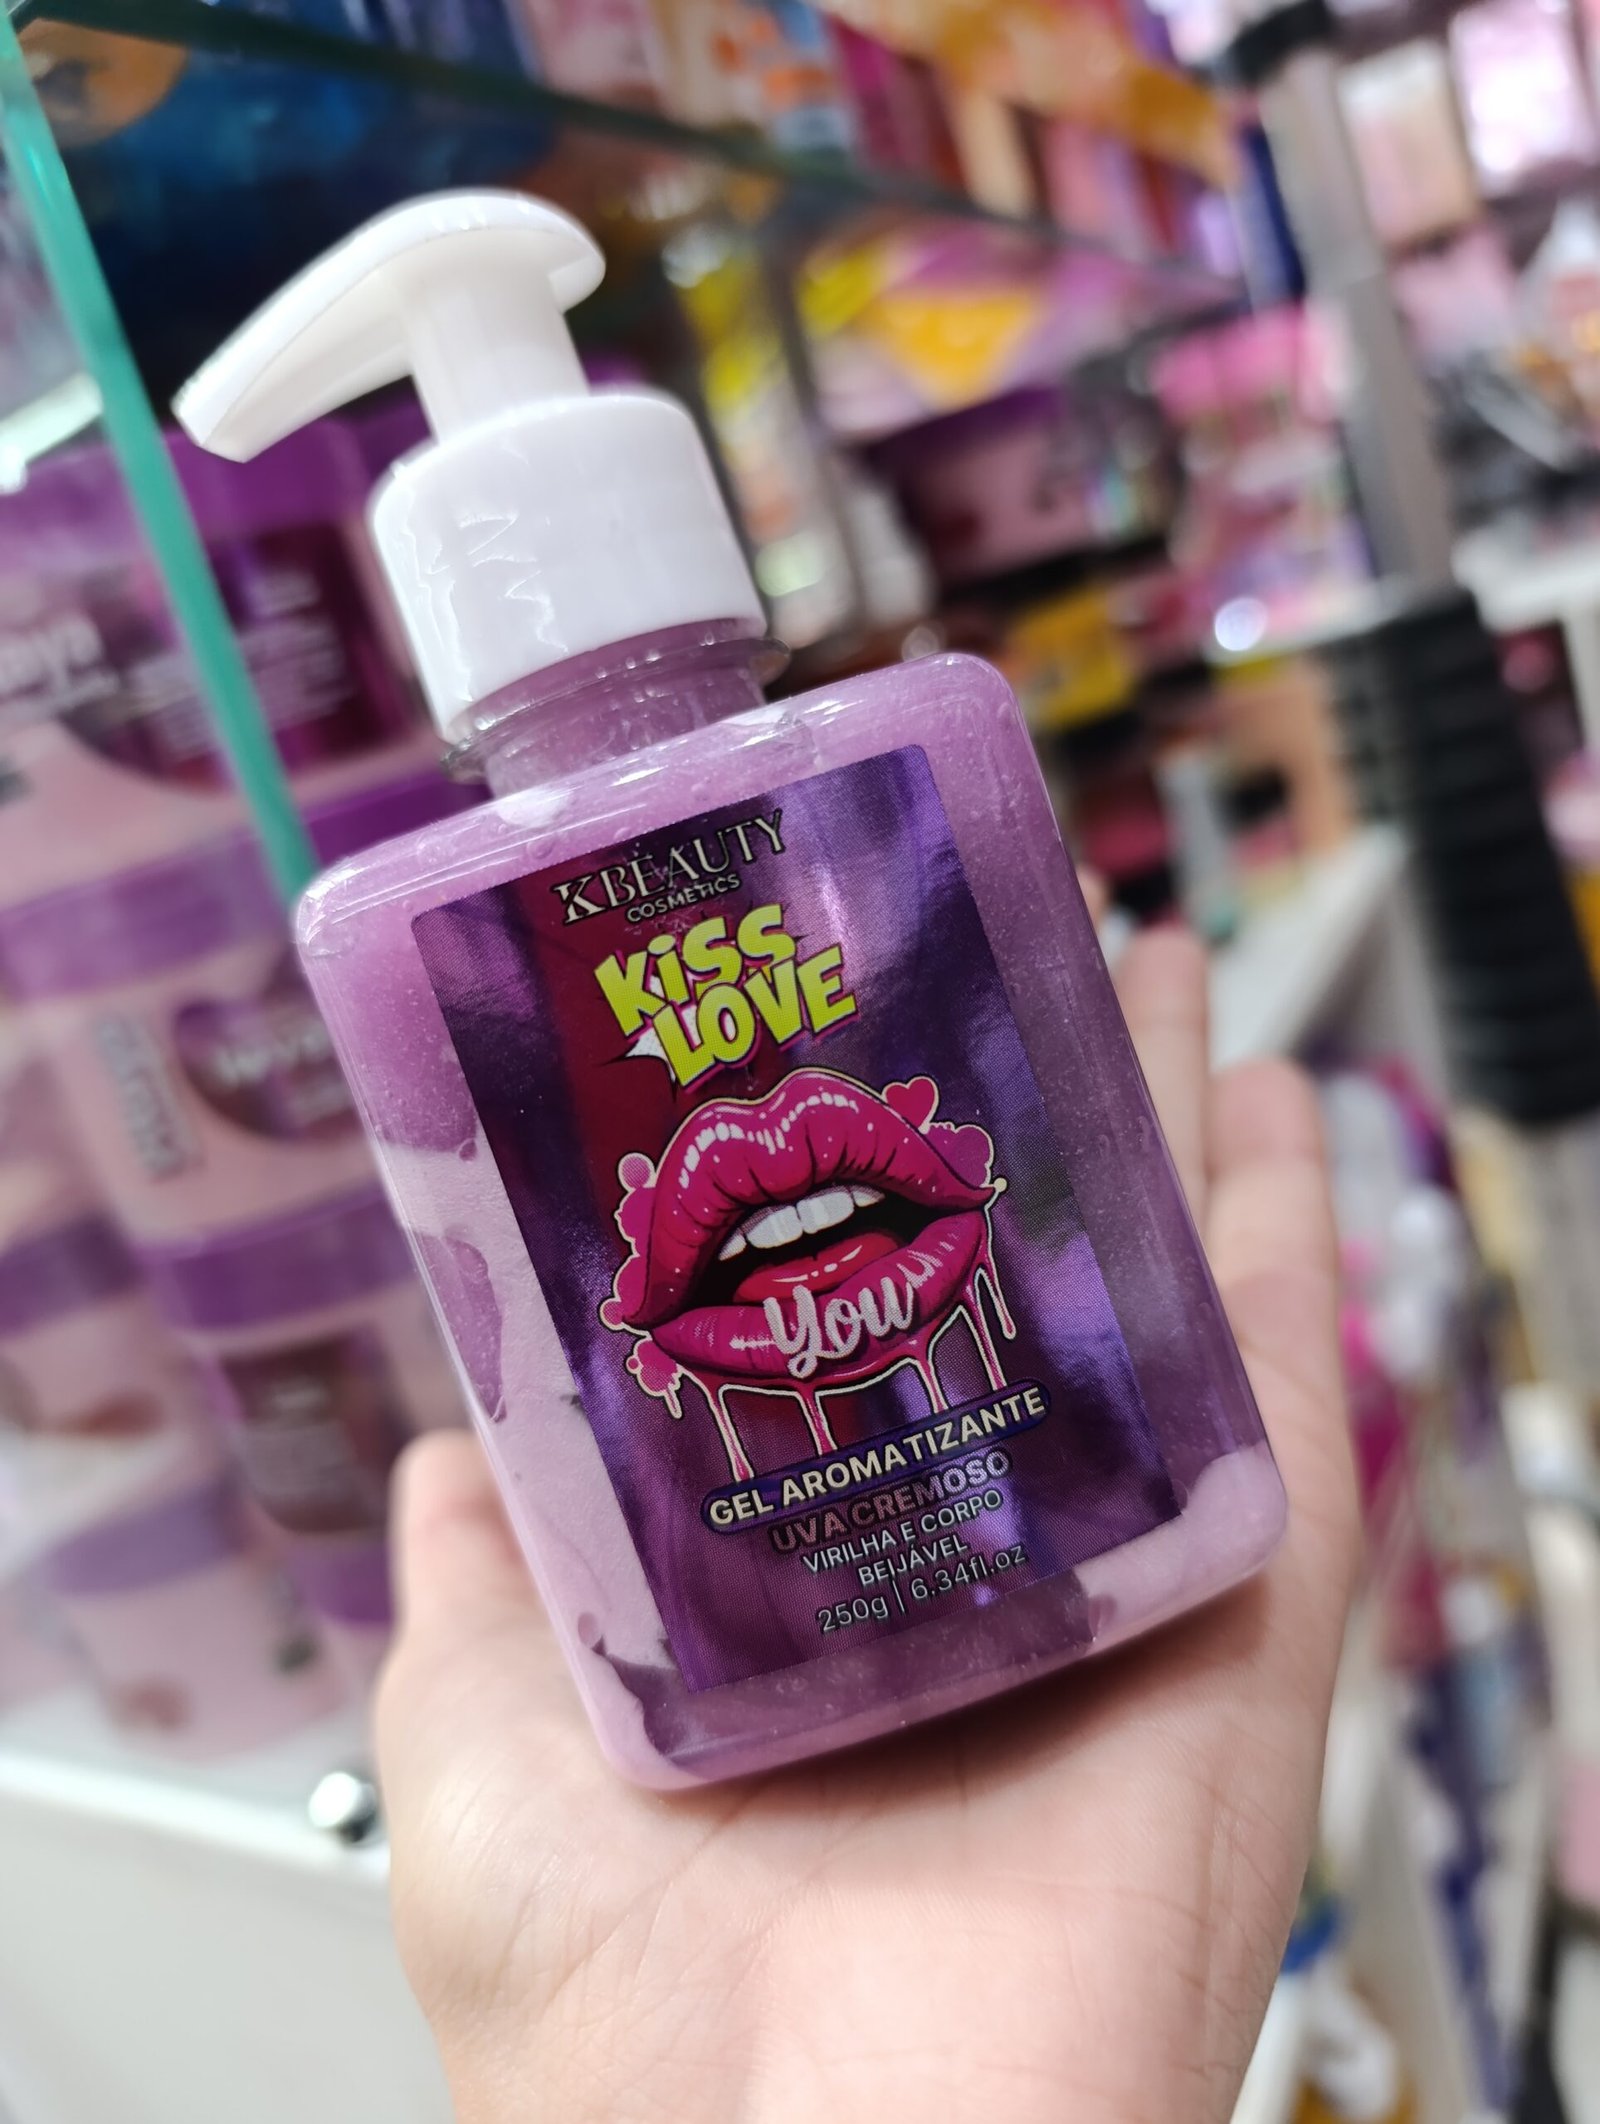 KBEAUTY
COSMETICS
KiSS
LOVE
You
GEL AROMATIZANTE
UVA CREMOSO
VIRILHA E CORPO
BEIJÁVEL
250g | 6.34fl.oz